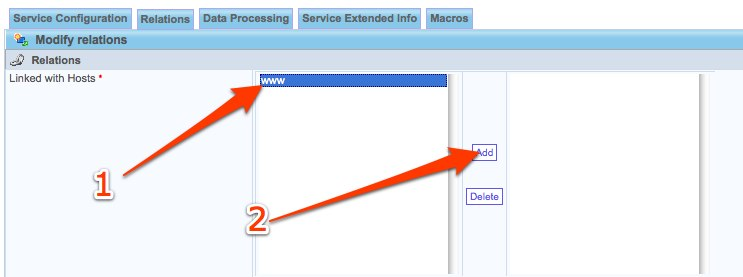 Service Configuration Relations Data Processing Service Extended Info Macros
Modify relations
Relations
Linked with Hosts *
www
1
Add
2
Delete